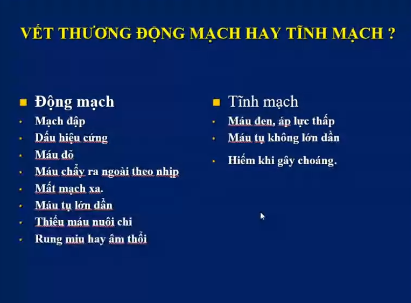 VẾT THƯƠNG ĐỘNG MẠCH HAY TĨNH MẠCH ?
Động mạch
Mạch đập
Dấu hiệu cứng
Máu đỏ
Máu chẩy ra ngoài theo nhịp
Mất mạch xa.
Máu tụ lớn dần
Thiếu máu nuôi chi
Rung miu hay âm thổi
Tĩnh mạch
Máu đen, áp lực thấp
Máu tụ không lớn dần
Hiếm khi gây choáng.